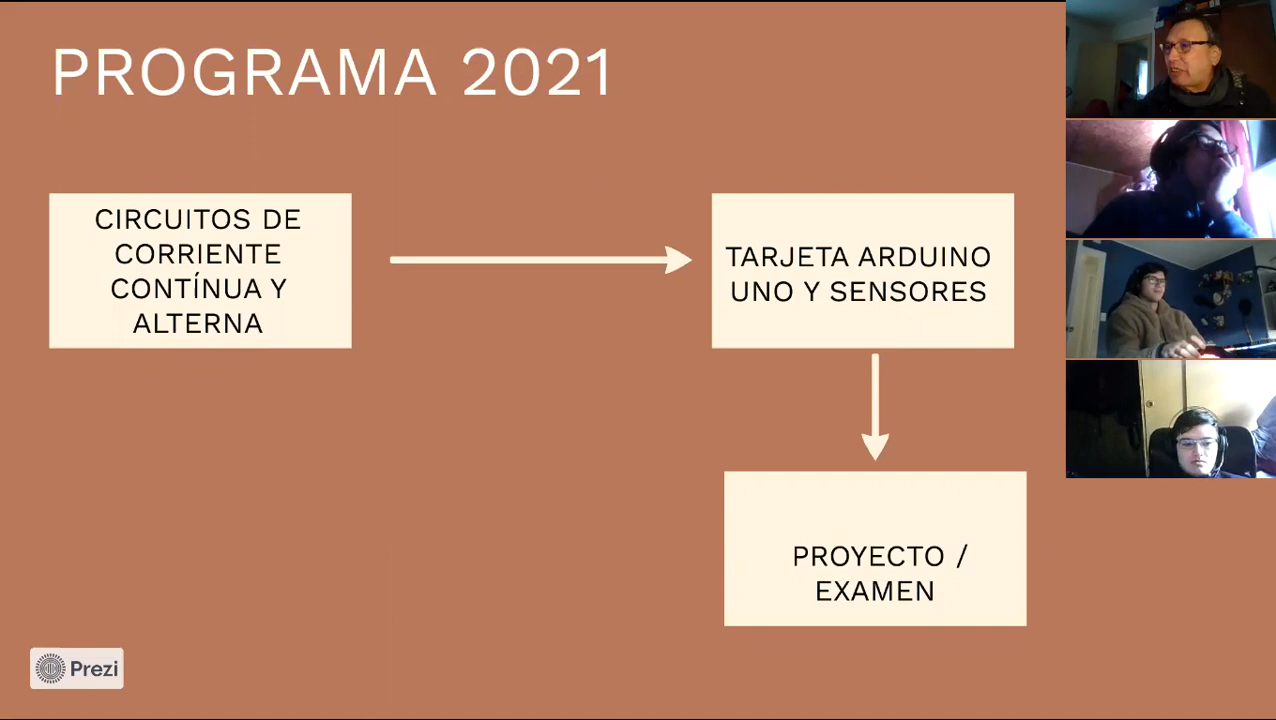 PROGRAMA 2021
CIRCUITOS DE
CORRIENTE
CONTÍNUA Y
ALTERNA
TARJETA ARDUINO
UNO Y SENSORES
PROYECTO /
EXAMEN
Prezi